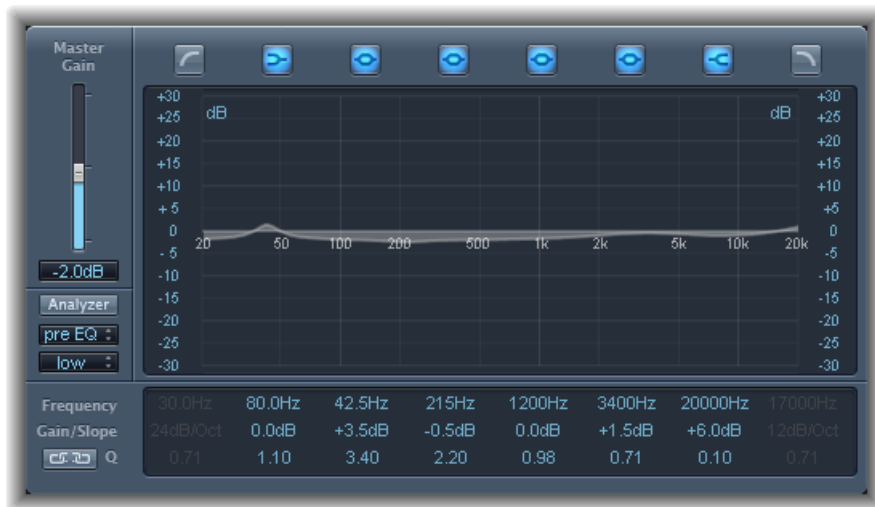 Master
Gain
+30 +30
+25 dB dB +25
+20 +20
+15 +15
+10 +10
+ 5 +5
0 0
20 50 100 200 500 1k 2k 5k 10k 20k
- 5 -5
-10 -10
-15 -15
-20 -20
-25 -25
-30 -30
-2.0dB
Analyzer
pre EQ
low
Frequency 30.0Hz 80.0Hz 42.5Hz 215Hz 1200Hz 3400Hz 20000Hz 17000Hz
Gain/Slope 24dB/Oct 0.0dB +3.5dB -0.5dB 0.0dB +1.5dB +6.0dB 12dB/Oct
Q 0.71 1.10 3.40 2.20 0.98 0.71 0.10 0.71